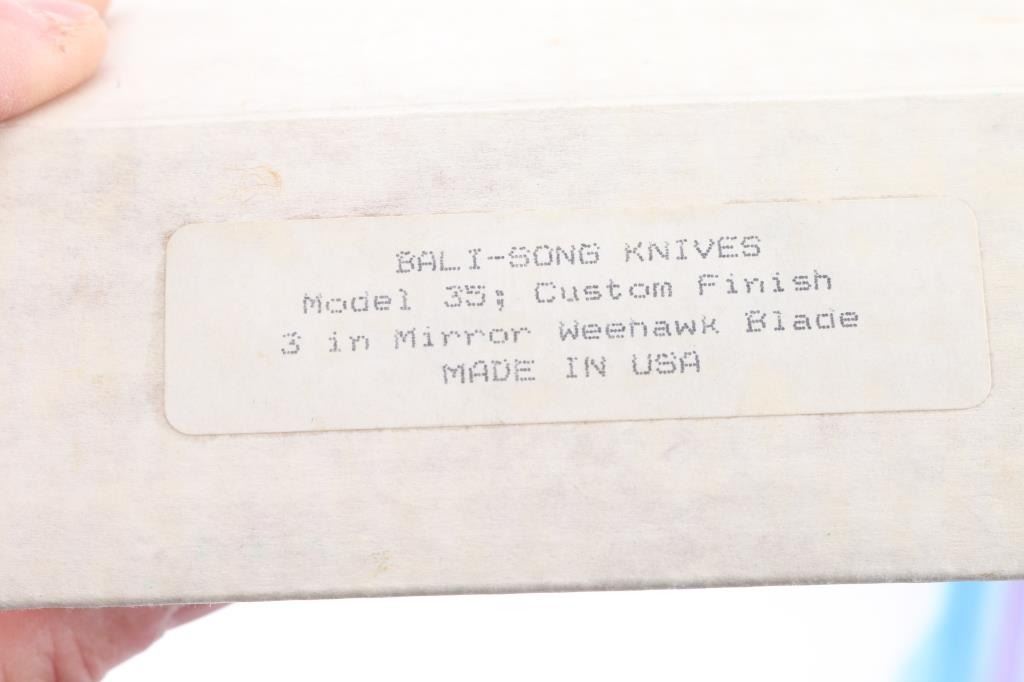 BALI-SONG KNIVES
Model 35; Custom Finish
3 in Mirror Weehawk Blade
MADE IN USA